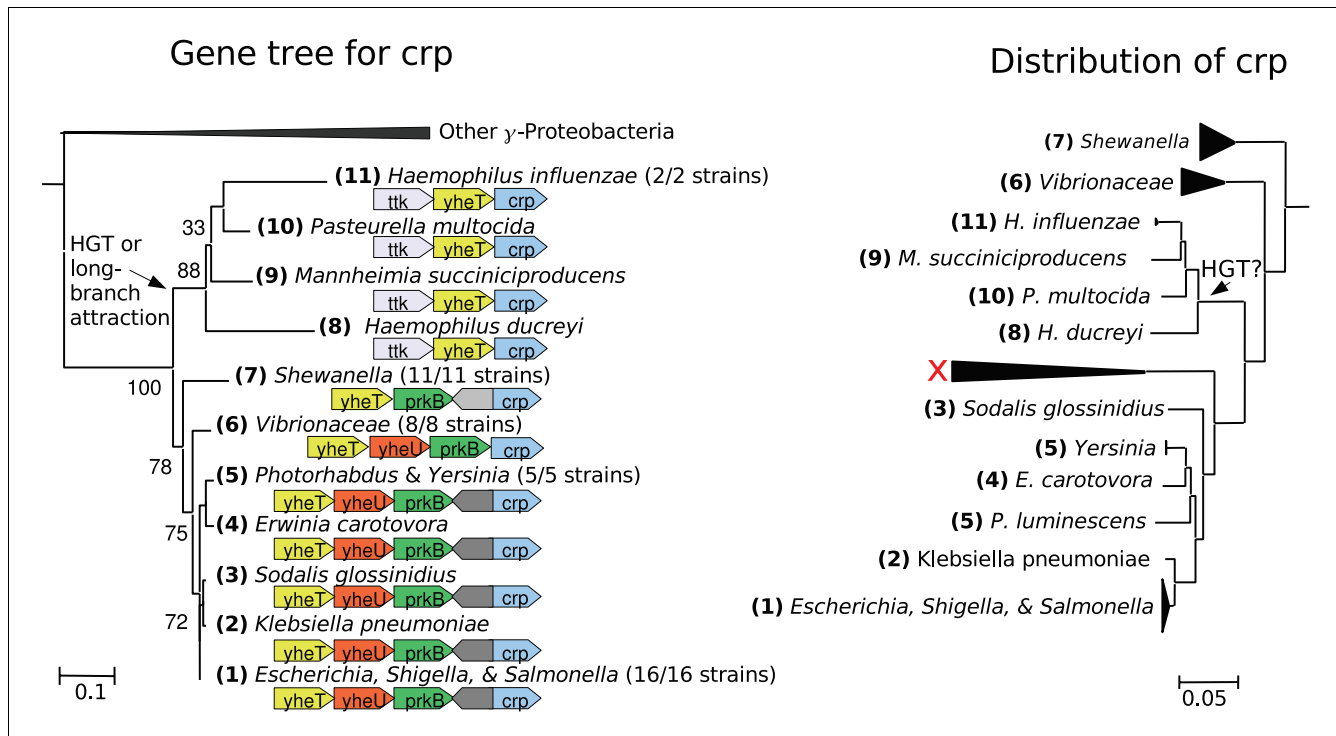 Gene tree for crp
Other γ-Proteobacteria
(11) Haemophilus influenzae (2/2 strains)
ttk yheT crp
33
(10) Pasteurella multocida
ttk yheT crp
HGT or
long-
branch
attraction
88
(9) Mannheimia succiniciproducens
ttk yheT crp
(8) Haemophilus ducreyi
ttk yheT crp
100
(7) Shewanella (11/11 strains)
yheT prkB crp
(6) Vibrionaceae (8/8 strains)
yheT yheU prkB crp
78
(5) Photorhabdus & Yersinia (5/5 strains)
yheT yheU prkB crp
75
(4) Erwinia carotovora
yheT yheU prkB crp
(3) Sodalis glossinidius
yheT yheU prkB crp
72
(2) Klebsiella pneumoniae
yheT yheU prkB crp
(1) Escherichia, Shigella, & Salmonella (16/16 strains)
yheT yheU prkB crp
0.1
Distribution of crp
(7) Shewanella
(6) Vibrionaceae
(11) H. influenzae
(9) M. succiniciproducens
HGT?
(10) P. multocida
(8) H. ducreyi
X
(3) Sodalis glossinidius
(5) Yersinia
(4) E. carotovora
(5) P. luminescens
(2) Klebsiella pneumoniae
(1) Escherichia, Shigella, & Salmonella
0.05